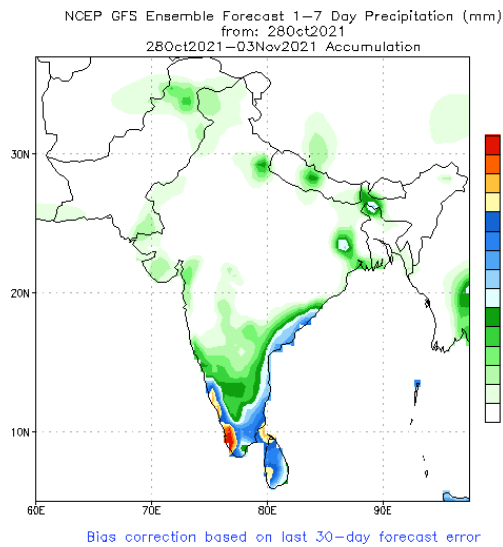 NCEP GFS Ensemble Forecast 1-7 Day Precipitation (mm)
from: 28Oct2021
28Oct2021-03Nov2021 Accumulation
30N
20N
10N
60E 70E 80E 90E
Bias correction based on last 30-day forecast error